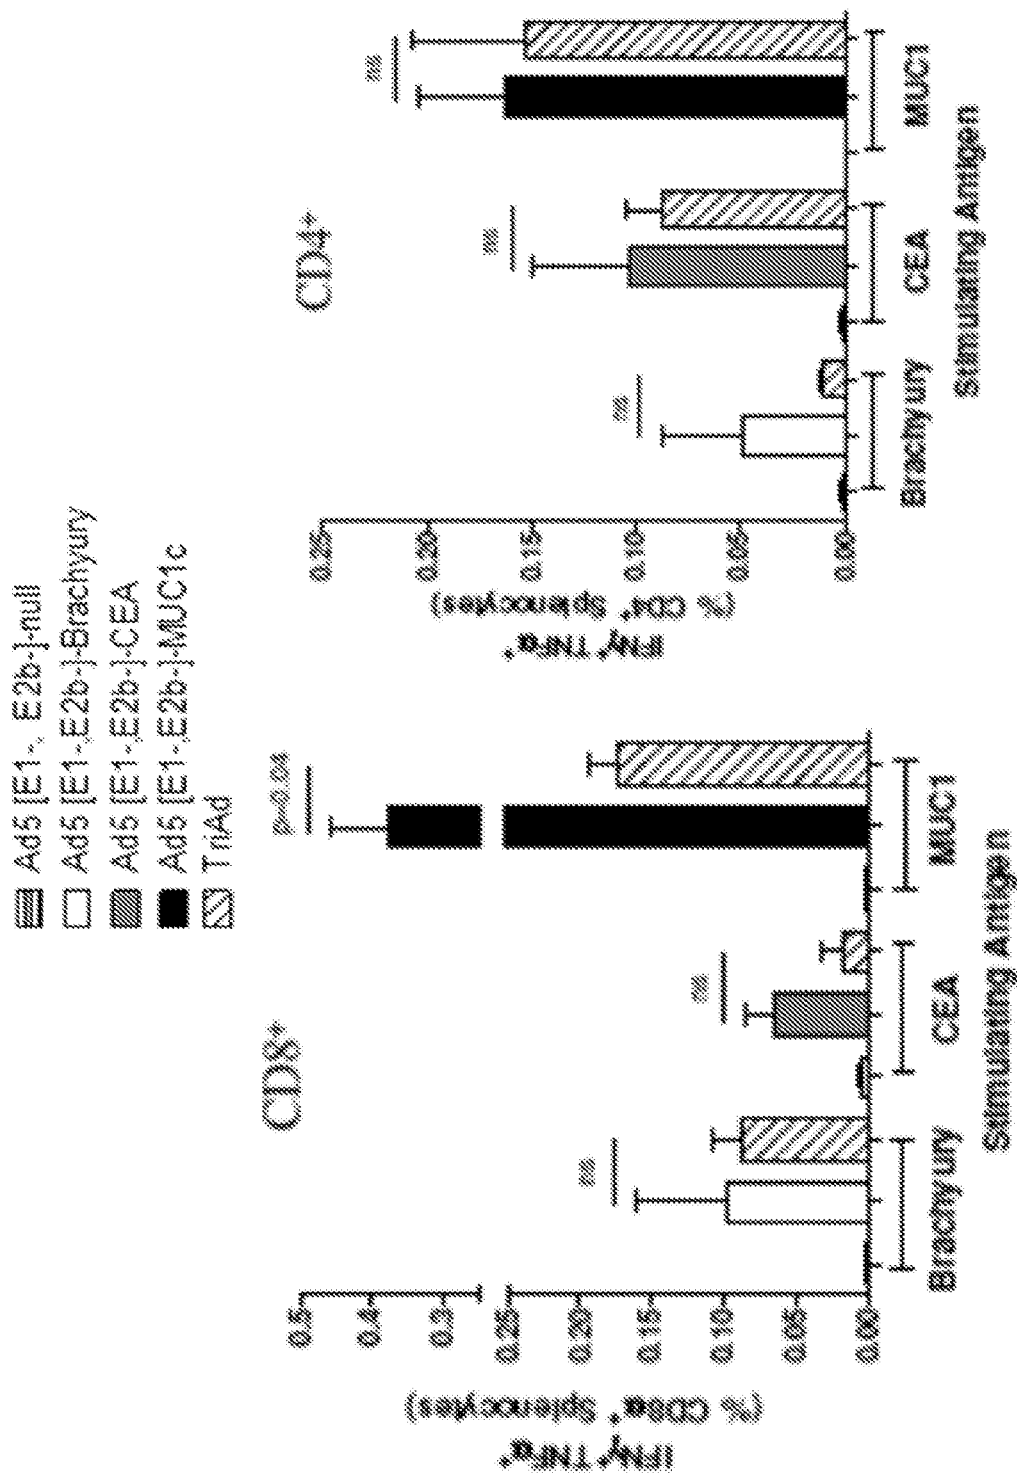 Ad5 [E1-, E2b-]-null
Ad5 [E1-,E2b-]-Brachyury
Ad5 [E1-,E2b-]-CEA
Ad5 [E1-,E2b-]-MUC1c
TriAd
CD8+
IFNγ⁺TNFα⁺
(% CD8α⁺ Splenocytes)
0.5
0.4
0.3
0.25
0.20
0.15
0.10
0.05
0.00
ns
ns
p=0.04
Brachyury
CEA
MUC1
Stimulating Antigen
CD4+
IFNγ⁺TNFα⁺
(% CD4⁺ Splenocytes)
0.25
0.20
0.15
0.10
0.05
0.00
ns
ns
ns
Brachyury
CEA
MUC1
Stimulating Antigen